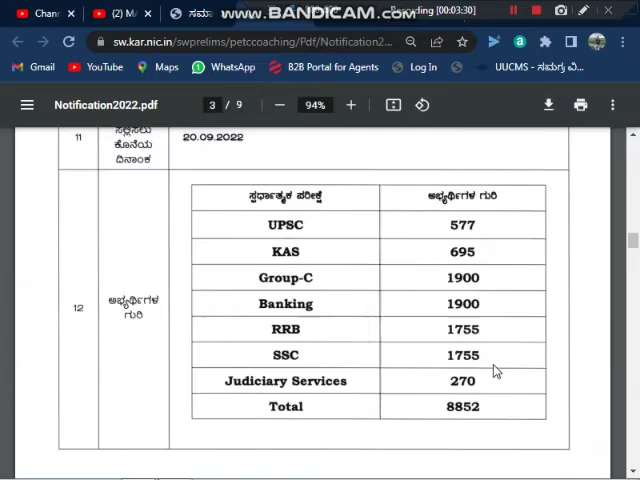 Chann
(2) MA
ಸಮಾ
www.BANDICAM.com
Recording [00:03:30]
sw.kar.nic.in/swprelims/petccoaching/Pdf/Notification2...
Gmail YouTube Maps WhatsApp B2B Portal for Agents Log in UUCMS - ಸಮಗ್ರ ವಿ...
Notification2022.pdf 3 / 9 94%
11 ಸಲ್ಲಿಸಲು ಕೊನೆಯ ದಿನಾಂಕ 20.09.2022
12 ಅಭ್ಯರ್ಥಿಗಳ ಗುರಿ
ಸ್ಪರ್ಧಾತ್ಮಕ ಪರೀಕ್ಷೆ ಅಭ್ಯರ್ಥಿಗಳ ಗುರಿ
UPSC 577
KAS 695
Group-C 1900
Banking 1900
RRB 1755
SSC 1755
Judiciary Services 270
Total 8852